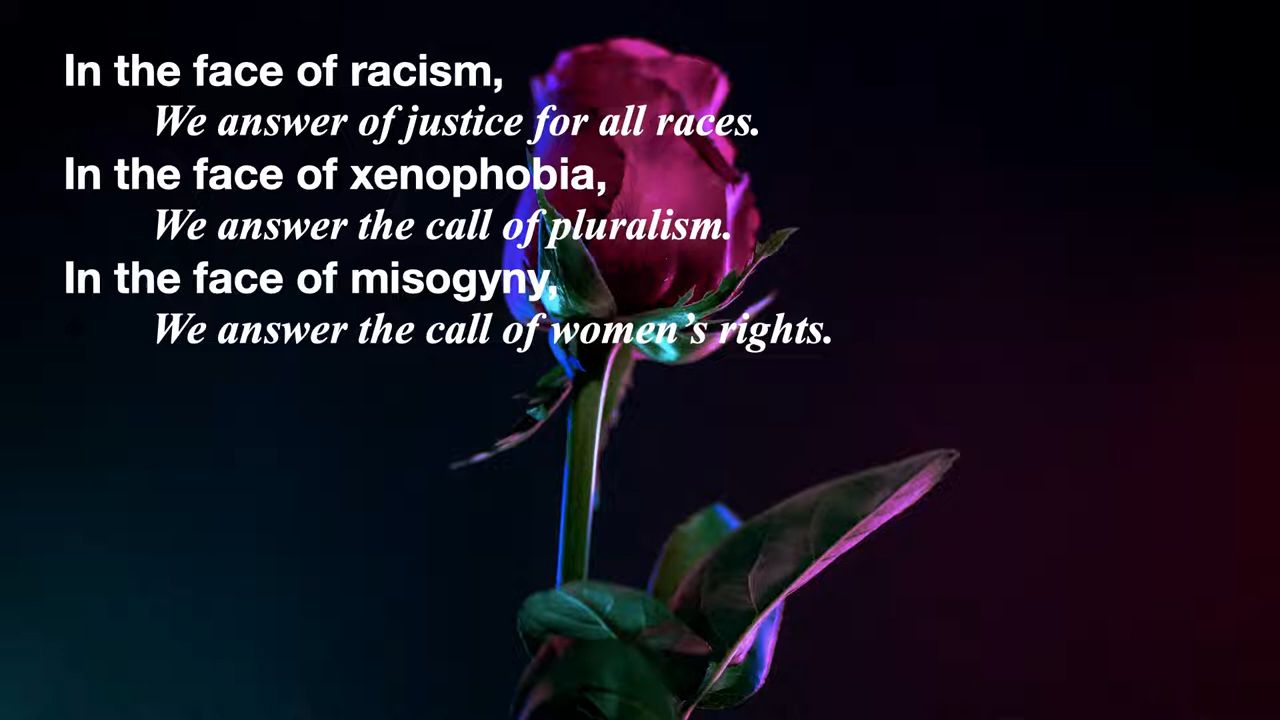 In the face of racism,
We answer of justice for all races.
In the face of xenophobia,
We answer the call of pluralism.
In the face of misogyny,
We answer the call of women’s rights.